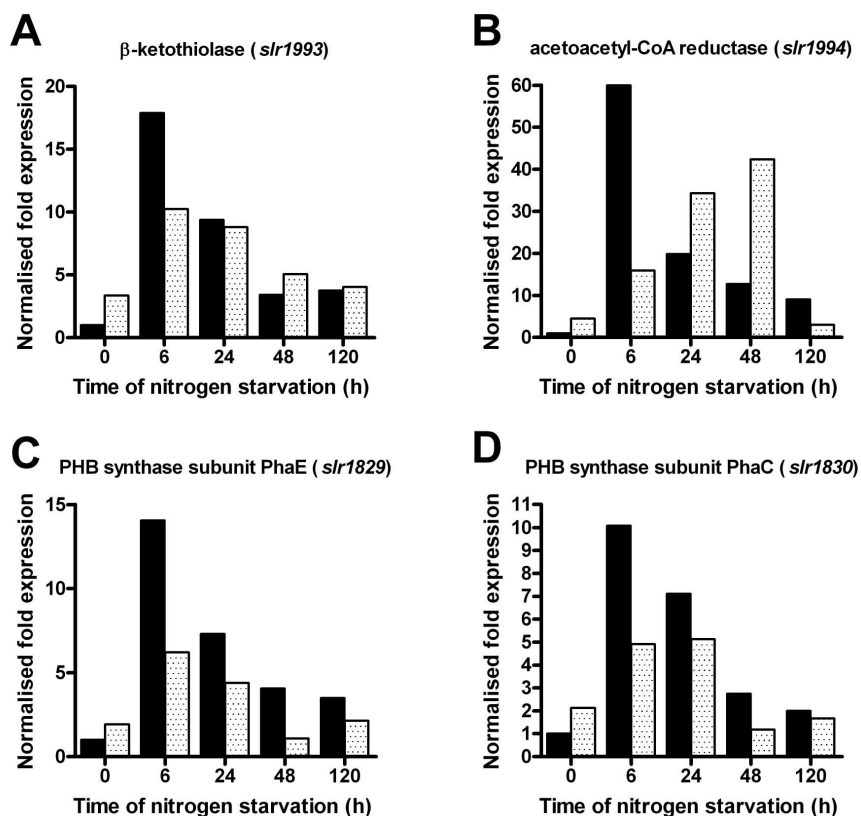 A
β-ketothiolase (slr1993)
Normalised fold expression
20
15
10
5
0
0 6 24 48 120
Time of nitrogen starvation (h)
B
acetoacetyl-CoA reductase (slr1994)
Normalised fold expression
60
50
40
30
20
10
0
0 6 24 48 120
Time of nitrogen starvation (h)
C
PHB synthase subunit PhaE ( slr1829)
Normalised fold expression
15
10
5
0
0 6 24 48 120
Time of nitrogen starvation (h)
D
PHB synthase subunit PhaC ( slr1830)
Normalised fold expression
11
10
9
8
7
6
5
4
3
2
1
0
0 6 24 48 120
Time of nitrogen starvation (h)